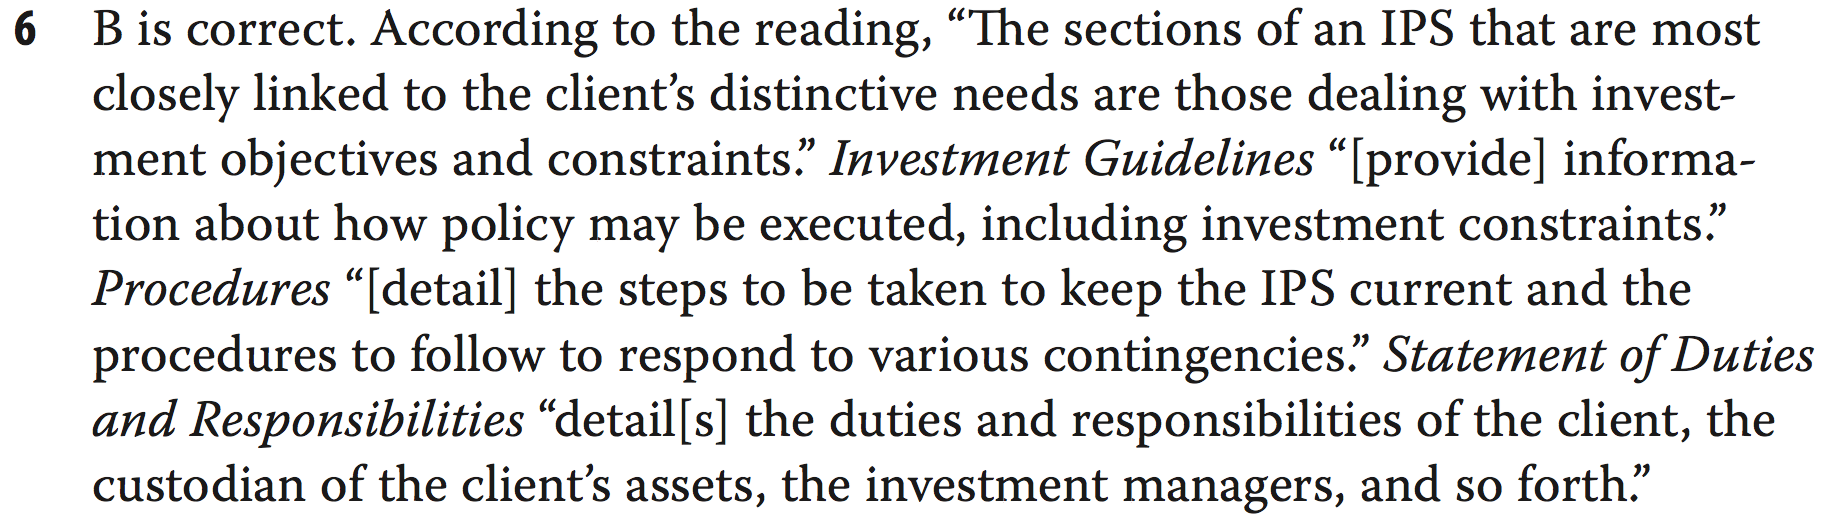 6 B is correct. According to the reading, “The sections of an IPS that are most
closely linked to the client’s distinctive needs are those dealing with invest-
ment objectives and constraints.” Investment Guidelines “[provide] informa-
tion about how policy may be executed, including investment constraints.”
Procedures “[detail] the steps to be taken to keep the IPS current and the
procedures to follow to respond to various contingencies.” Statement of Duties
and Responsibilities “detail[s] the duties and responsibilities of the client, the
custodian of the client’s assets, the investment managers, and so forth.”